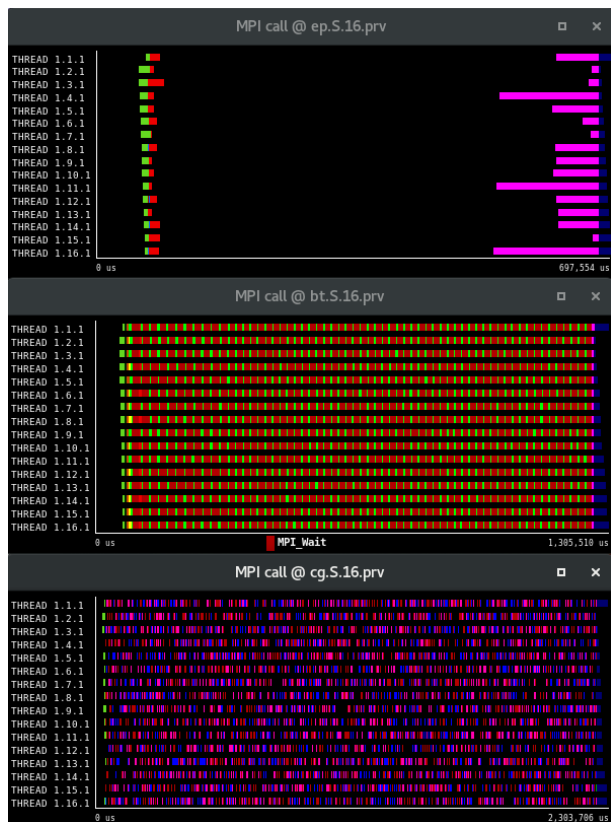 MPI call @ ep.S.16.prv
THREAD 1.1.1
THREAD 1.2.1
THREAD 1.3.1
THREAD 1.4.1
THREAD 1.5.1
THREAD 1.6.1
THREAD 1.7.1
THREAD 1.8.1
THREAD 1.9.1
THREAD 1.10.1
THREAD 1.11.1
THREAD 1.12.1
THREAD 1.13.1
THREAD 1.14.1
THREAD 1.15.1
THREAD 1.16.1
0 us 697,554 us
MPI call @ bt.S.16.prv
THREAD 1.1.1
THREAD 1.2.1
THREAD 1.3.1
THREAD 1.4.1
THREAD 1.5.1
THREAD 1.6.1
THREAD 1.7.1
THREAD 1.8.1
THREAD 1.9.1
THREAD 1.10.1
THREAD 1.11.1
THREAD 1.12.1
THREAD 1.13.1
THREAD 1.14.1
THREAD 1.15.1
THREAD 1.16.1
0 us MPI_Wait 1,305,510 us
MPI call @ cg.S.16.prv
THREAD 1.1.1
THREAD 1.2.1
THREAD 1.3.1
THREAD 1.4.1
THREAD 1.5.1
THREAD 1.6.1
THREAD 1.7.1
THREAD 1.8.1
THREAD 1.9.1
THREAD 1.10.1
THREAD 1.11.1
THREAD 1.12.1
THREAD 1.13.1
THREAD 1.14.1
THREAD 1.15.1
THREAD 1.16.1
0 us 2,303,706 us